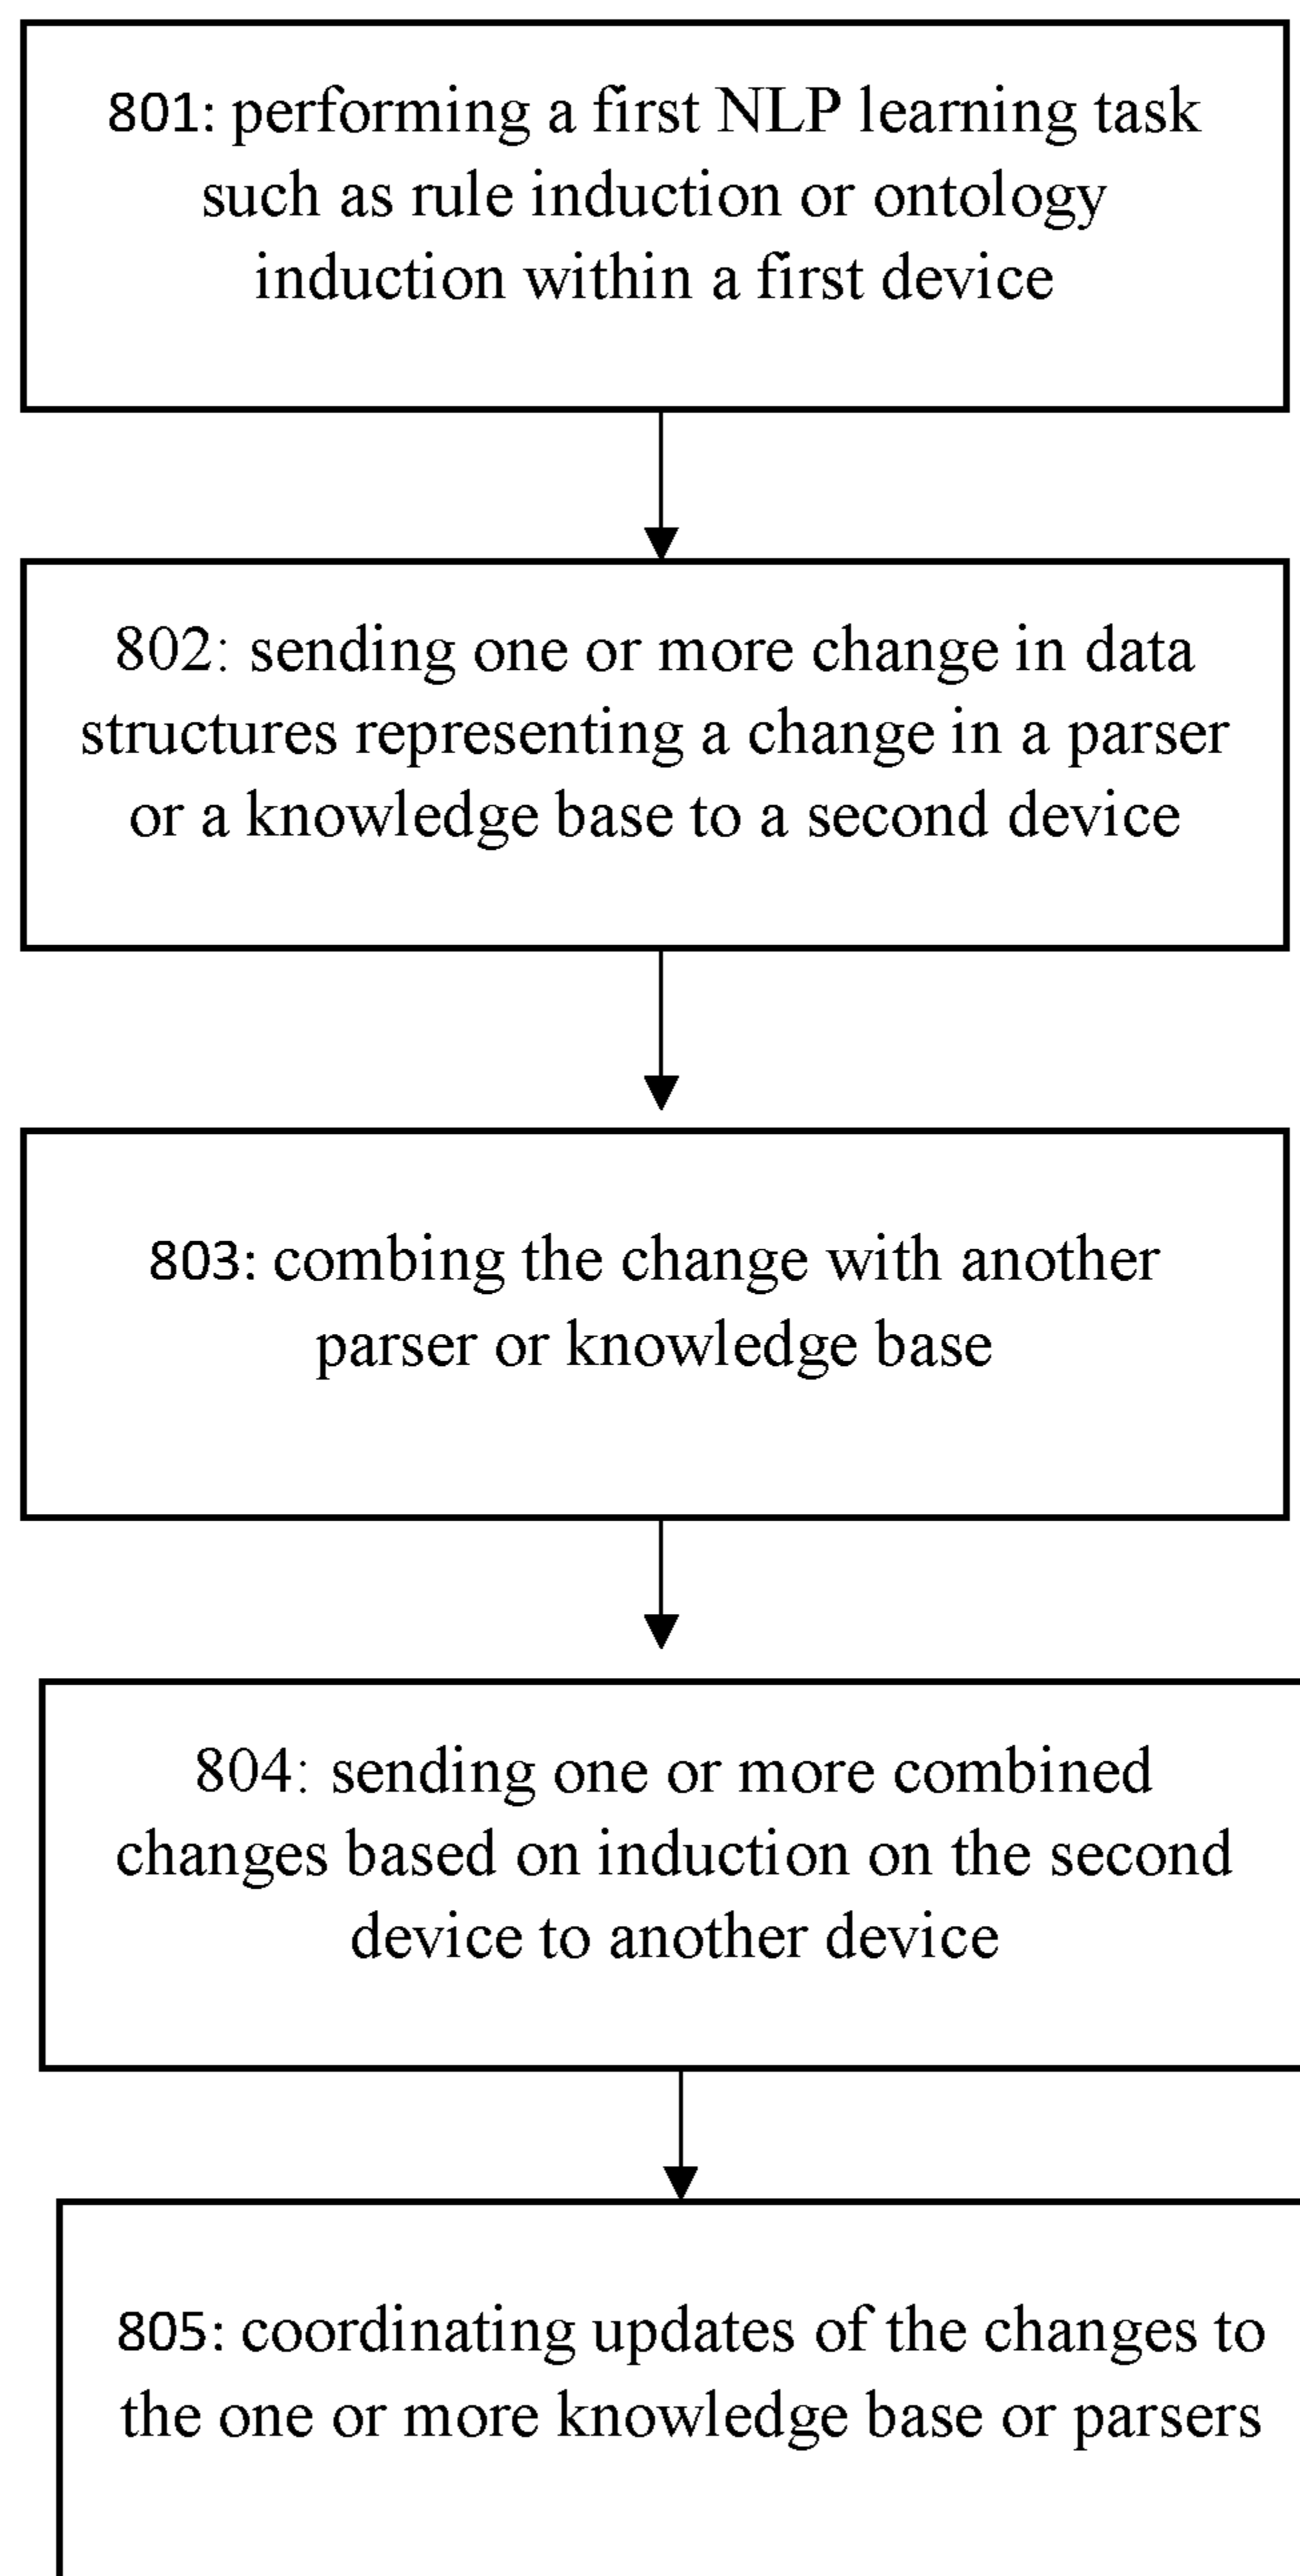 801: performing a first NLP learning task
such as rule induction or ontology
induction within a first device
802: sending one or more change in data
structures representing a change in a parser
or a knowledge base to a second device
803: combing the change with another
parser or knowledge base
804: sending one or more combined
changes based on induction on the second
device to another device
805: coordinating updates of the changes to
the one or more knowledge base or parsers